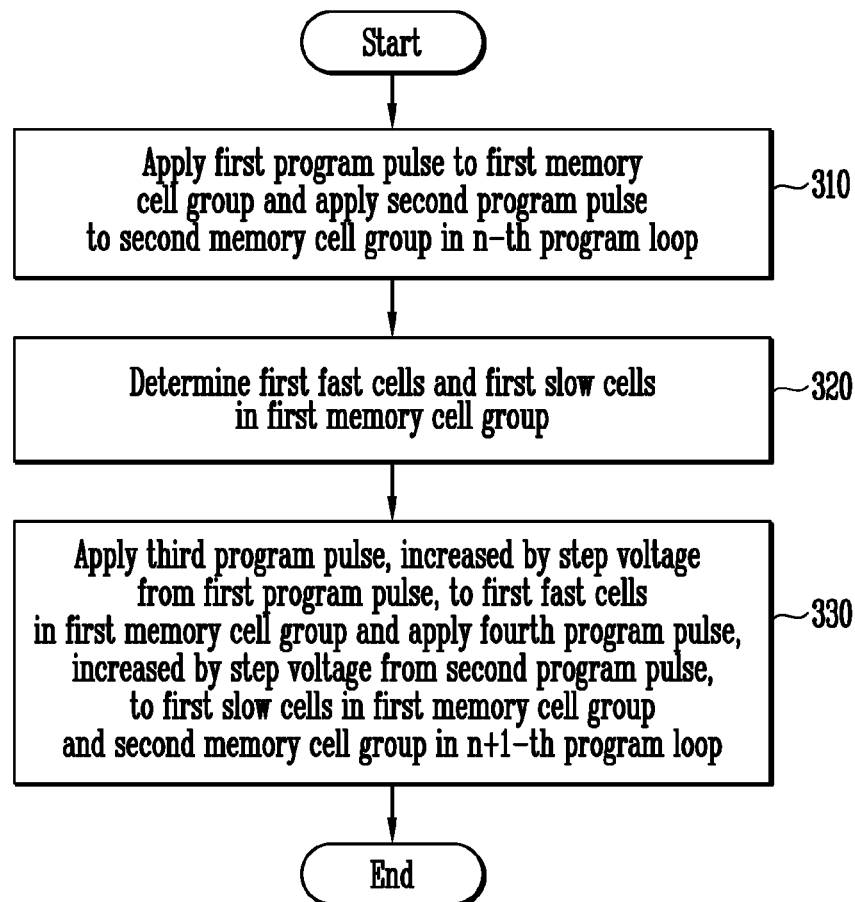 Start
Apply first program pulse to first memory
cell group and apply second program pulse
to second memory cell group in n-th program loop
310
Determine first fast cells and first slow cells
in first memory cell group
320
Apply third program pulse, increased by step voltage
from first program pulse, to first fast cells
in first memory cell group and apply fourth program pulse,
increased by step voltage from second program pulse,
to first slow cells in first memory cell group
and second memory cell group in n+1-th program loop
330
End